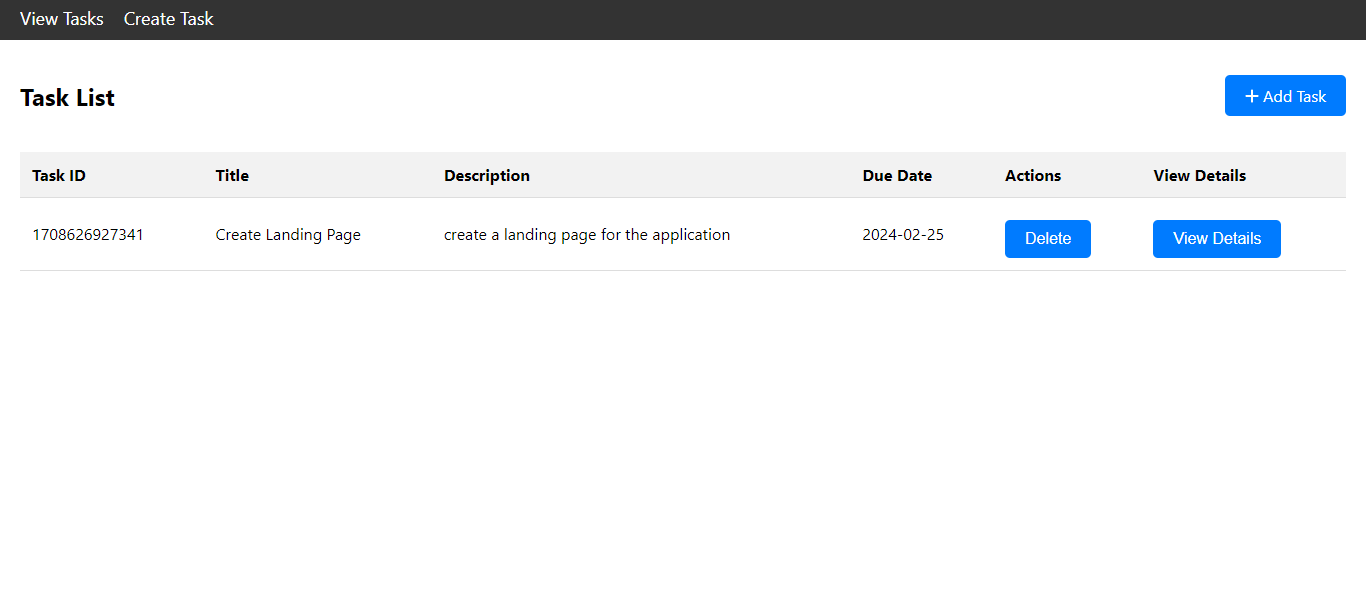 View Tasks Create Task
Task List
+ Add Task
Task ID Title Description Due Date Actions View Details
1708626927341 Create Landing Page create a landing page for the application 2024-02-25 Delete View Details